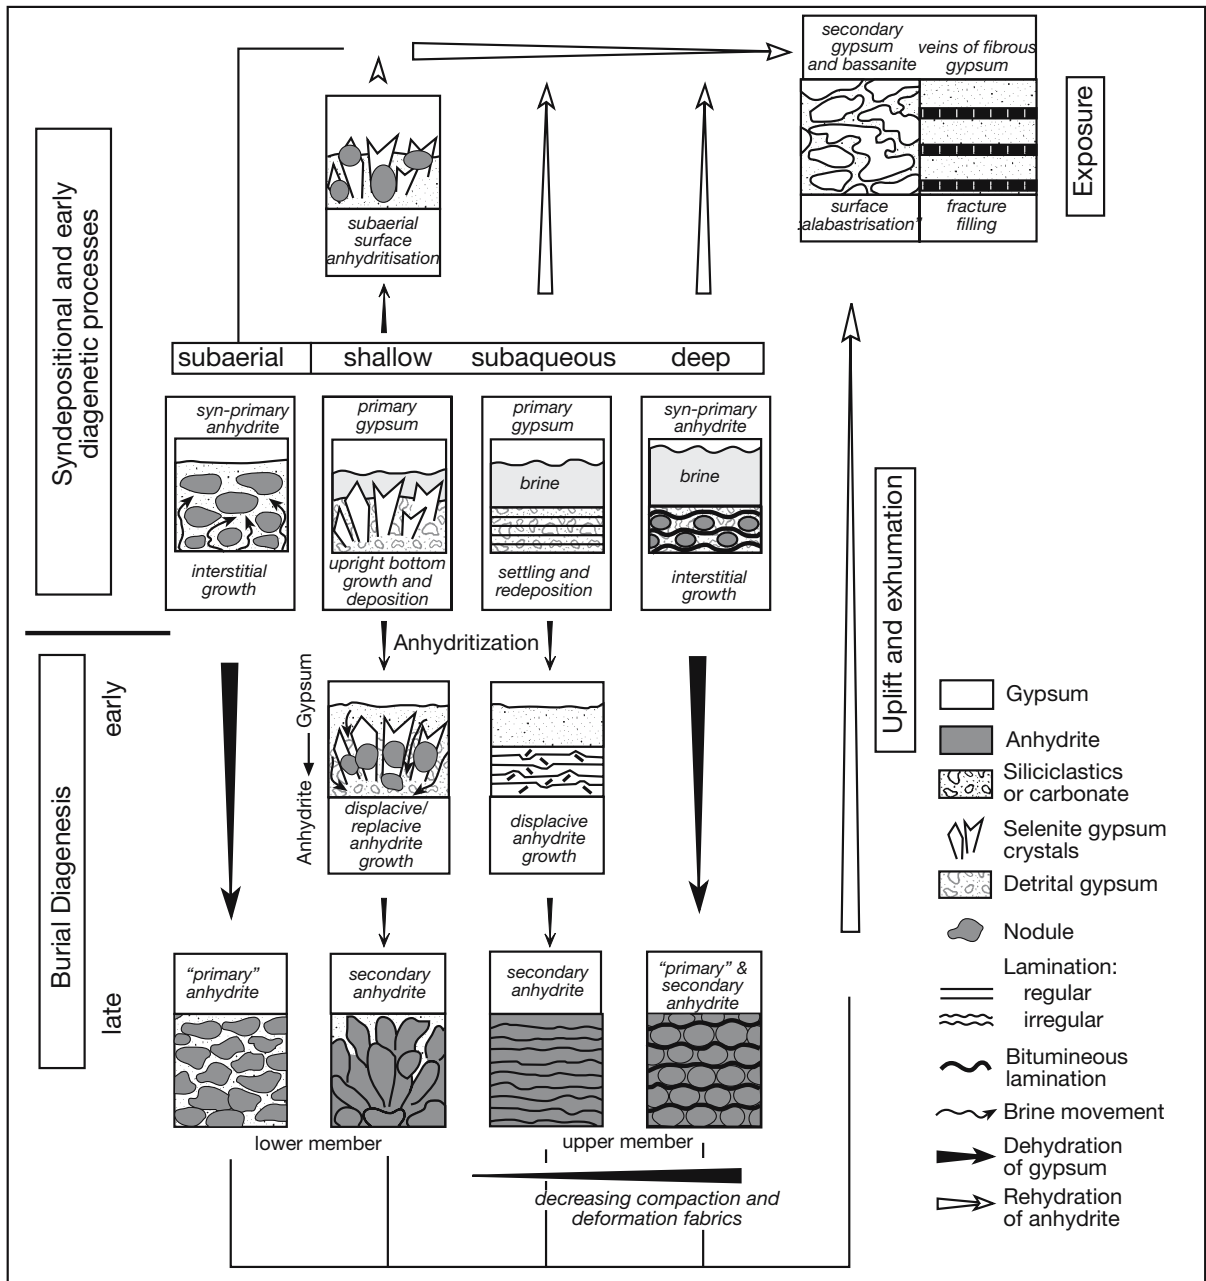 secondary
gypsum
and bassanite
veins of fibrous
gypsum
surface
‘alabastrisation”
fracture
filling
Exposure
Syndepositional and early
diagenetic processes
subaerial
surface
anhydritisation
subaerial
shallow
subaqueous
deep
syn-primary
anhydrite
interstitial
growth
primary
gypsum
upright bottom
growth and
deposition
primary
gypsum
brine
settling and
redeposition
syn-primary
anhydrite
brine
interstitial
growth
Uplift and exhumation
Anhydritization
Burial Diagenesis
early
late
Gypsum
Anhydrite
displacive/
replacive
anhydrite
growth
displacive
anhydrite
growth
“primary”
anhydrite
secondary
anhydrite
secondary
anhydrite
“primary” &
secondary
anhydrite
lower member
upper member
decreasing compaction and
deformation fabrics
Gypsum
Anhydrite
Siliciclastics
or carbonate
Selenite gypsum
crystals
Detrital gypsum
Nodule
Lamination:
regular
irregular
Bitumineous
lamination
Brine movement
Dehydration
of gypsum
Rehydration
of anhydrite